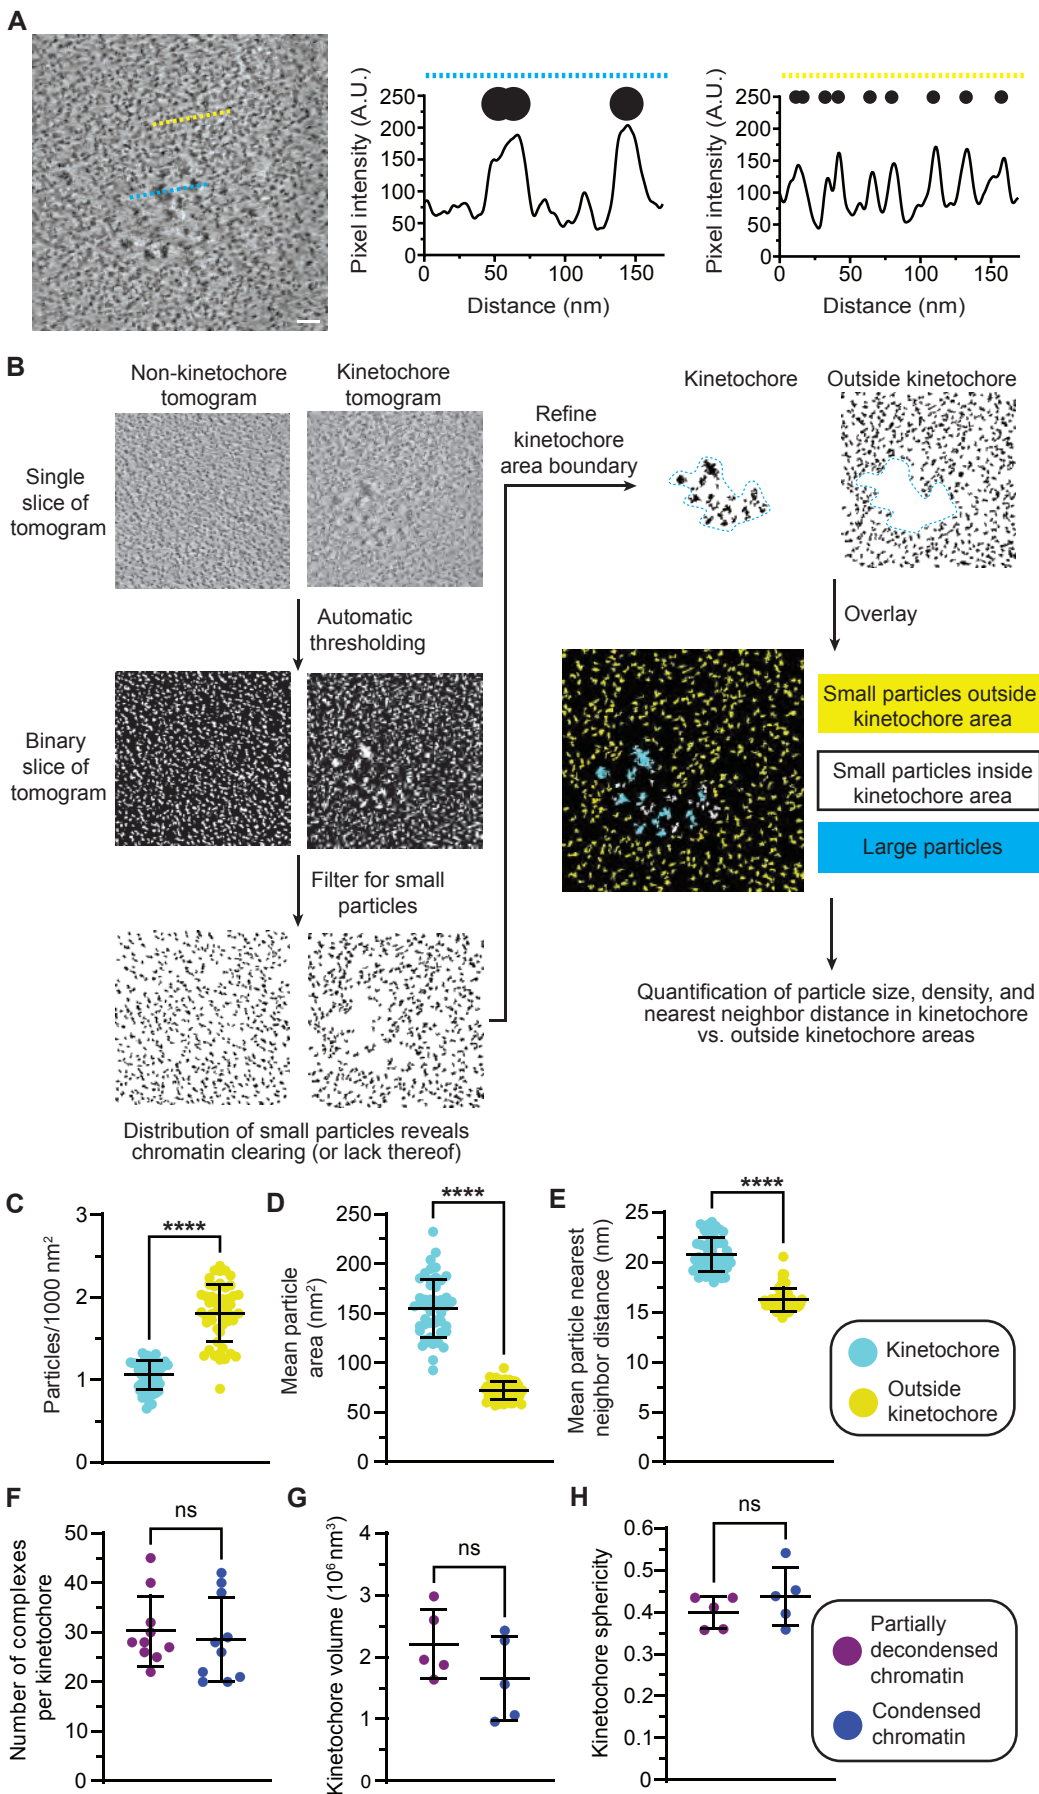 A
Pixel intensity (A.U.)
250
200
150
100
50
0
0
50
100
150
Distance (nm)
Pixel intensity (A.U.)
250
200
150
100
50
0
0
50
100
150
Distance (nm)
B
Non-kinetochore
tomogram
Kinetochore
tomogram
Single
slice of
tomogram
Automatic
thresholding
Binary
slice of
tomogram
Filter for small
particles
Distribution of small particles reveals
chromatin clearing (or lack thereof)
Refine
kinetochore
area boundary
Kinetochore
Outside kinetochore
Overlay
Small particles outside
kinetochore area
Small particles inside
kinetochore area
Large particles
Quantification of particle size, density, and
nearest neighbor distance in kinetochore
vs. outside kinetochore areas
C
Particles/1000 nm²
3
2
1
0
****
D
Mean particle
area (nm²)
250
200
150
100
50
0
****
E
Mean particle nearest
neighbor distance (nm)
25
20
15
10
5
0
****
Kinetochore
Outside
kinetochore
F
Number of complexes
per kinetochore
50
40
30
20
10
0
ns
G
Kinetochore volume (10⁶ nm³)
4
3
2
1
0
ns
H
Kinetochore sphericity
0.6
0.5
0.4
0.3
0.2
0.1
0
ns
Partially
decondensed
chromatin
Condensed
chromatin